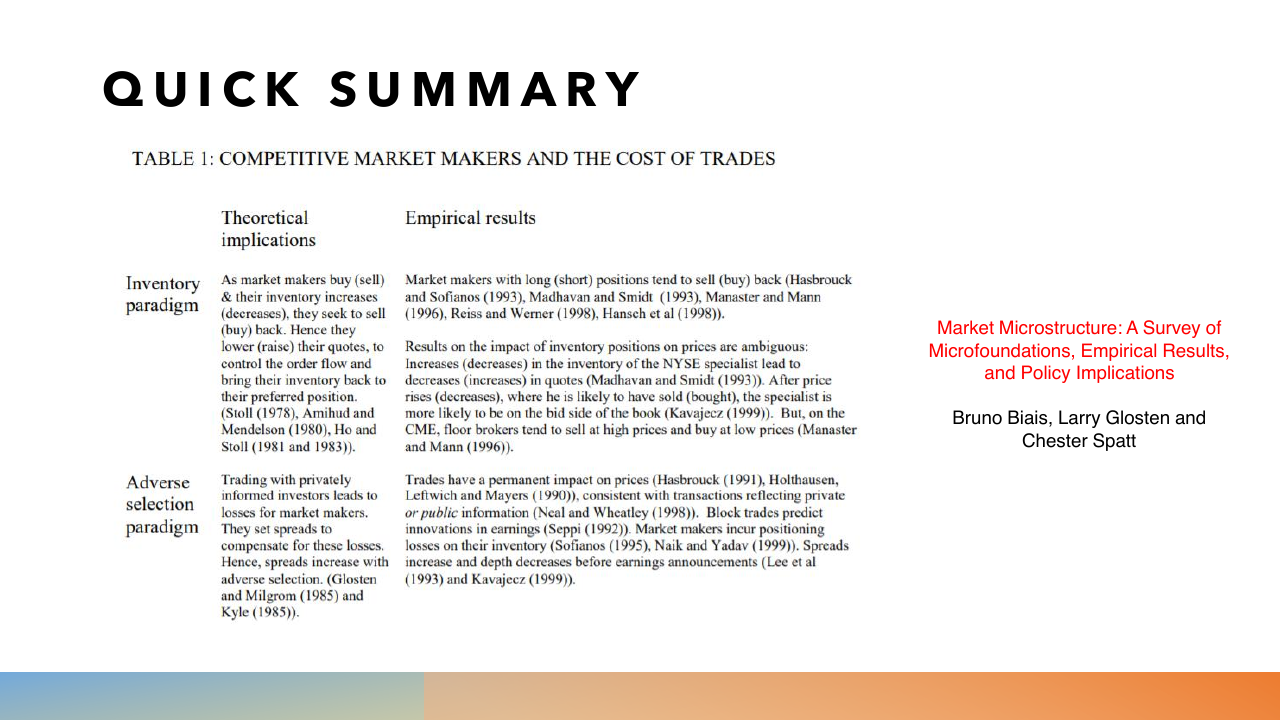 QUICK SUMMARY
TABLE 1: COMPETITIVE MARKET MAKERS AND THE COST OF TRADES
Theoretical
implications
Empirical results
Inventory
paradigm
As market makers buy (sell)
& their inventory increases
(decreases), they seek to sell
(buy) back. Hence they
lower (raise) their quotes, to
control the order flow and
bring their inventory back to
their preferred position.
(Stoll (1978), Amihud and
Mendelson (1980), Ho and
Stoll (1981 and 1983)).
Market makers with long (short) positions tend to sell (buy) back (Hasbrouck
and Sofianos (1993), Madhavan and Smidt (1993), Manaster and Mann
(1996), Reiss and Werner (1998), Hansch et al (1998)).
Results on the impact of inventory positions on prices are ambiguous:
Increases (decreases) in the inventory of the NYSE specialist lead to
decreases (increases) in quotes (Madhavan and Smidt (1993)). After price
rises (decreases), where he is likely to have sold (bought), the specialist is
more likely to be on the bid side of the book (Kavajecz (1999)). But, on the
CME, floor brokers tend to sell at high prices and buy at low prices (Manaster
and Mann (1996)).
Adverse
selection
paradigm
Trading with privately
informed investors leads to
losses for market makers.
They set spreads to
compensate for these losses.
Hence, spreads increase with
adverse selection. (Glosten
and Milgrom (1985) and
Kyle (1985)).
Trades have a permanent impact on prices (Hasbrouck (1991), Holthausen,
Leftwich and Mayers (1990)), consistent with transactions reflecting private
or public information (Neal and Wheatley (1998)). Block trades predict
innovations in earnings (Seppi (1992)). Market makers incur positioning
losses on their inventory (Sofianos (1995), Naik and Yadav (1999)). Spreads
increase and depth decreases before earnings announcements (Lee et al
(1993) and Kavajecz (1999)).
Market Microstructure: A Survey of
Microfoundations, Empirical Results,
and Policy Implications
Bruno Biais, Larry Glosten and
Chester Spatt